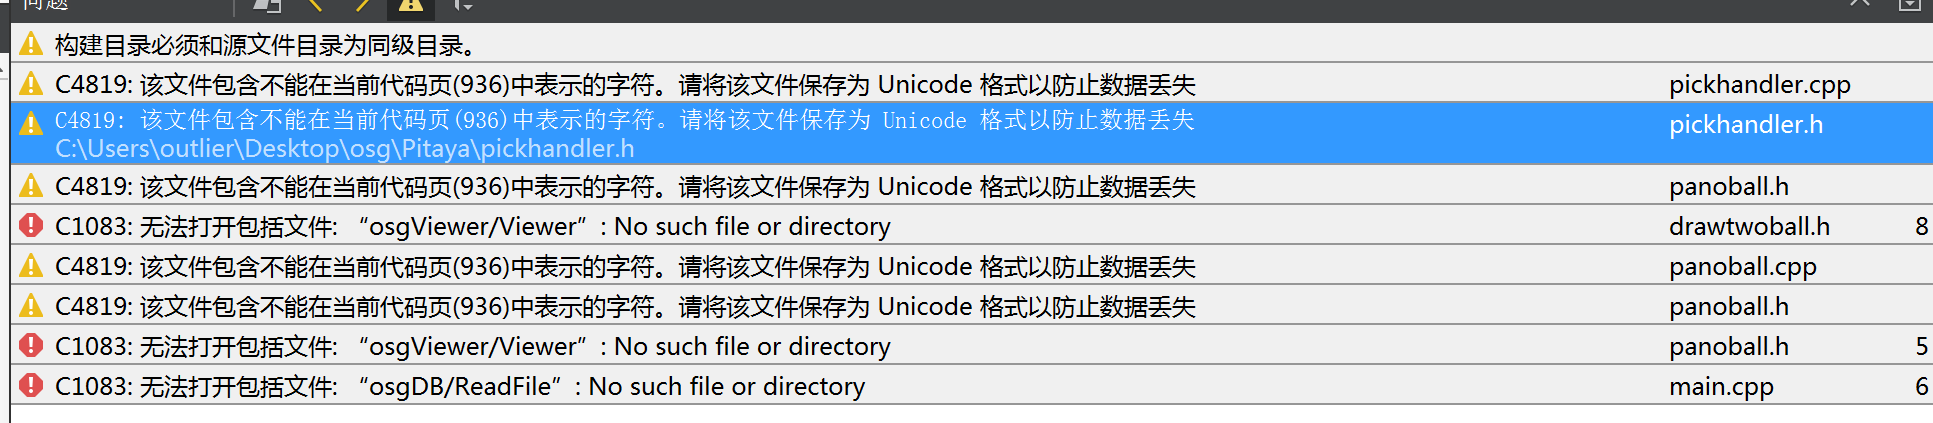 问题
构建目录必须和源文件目录为同级目录。
C4819: 该文件包含不能在当前代码页(936)中表示的字符。请将该文件保存为 Unicode 格式以防止数据丢失 pickhandler.cpp
C4819: 该文件包含不能在当前代码页(936)中表示的字符。请将该文件保存为 Unicode 格式以防止数据丢失 pickhandler.h
C:\Users\outlier\Desktop\osg\Pitaya\pickhandler.h
C4819: 该文件包含不能在当前代码页(936)中表示的字符。请将该文件保存为 Unicode 格式以防止数据丢失 panoball.h
C1083: 无法打开包括文件: “osgViewer/Viewer”: No such file or directory drawtwoball.h 8
C4819: 该文件包含不能在当前代码页(936)中表示的字符。请将该文件保存为 Unicode 格式以防止数据丢失 panoball.cpp
C4819: 该文件包含不能在当前代码页(936)中表示的字符。请将该文件保存为 Unicode 格式以防止数据丢失 panoball.h
C1083: 无法打开包括文件: “osgViewer/Viewer”: No such file or directory panoball.h 5
C1083: 无法打开包括文件: “osgDB/ReadFile”: No such file or directory main.cpp 6